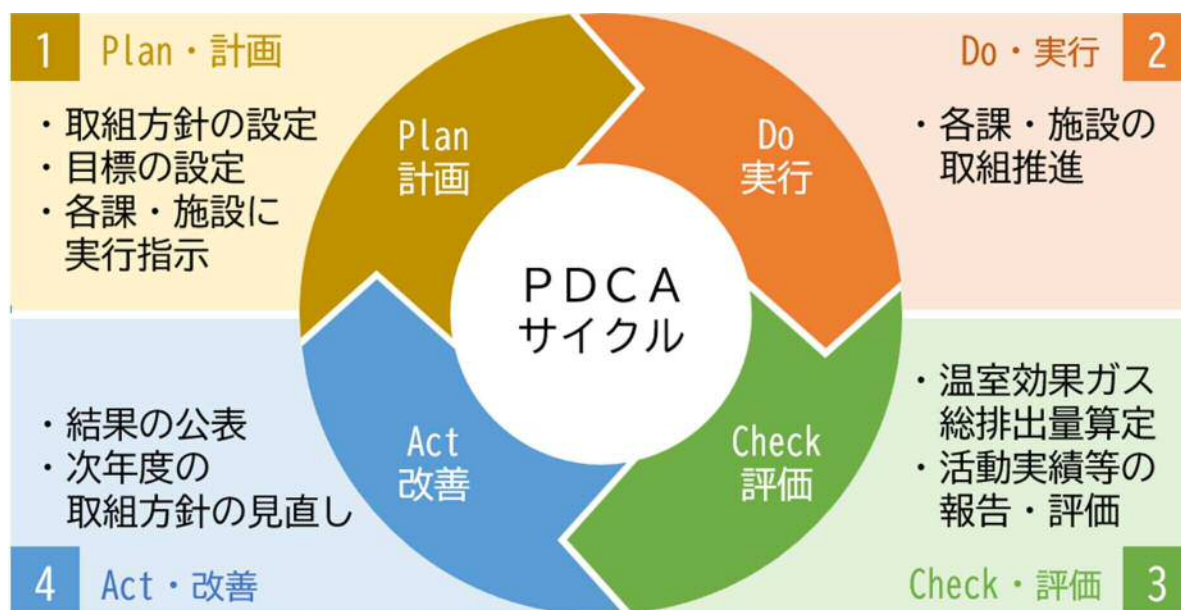 1 Plan・計画
・取組方針の設定
・目標の設定
・各課・施設に
実行指示
Do・実行 2
・各課・施設の
取組推進
Plan
計画
Do
実行
PDCA
サイクル
Act
改善
Check
評価
・結果の公表
・次年度の
取組方針の見直し
4 Act・改善
・温室効果ガス
総排出量算定
・活動実績等の
報告・評価
Check・評価 3